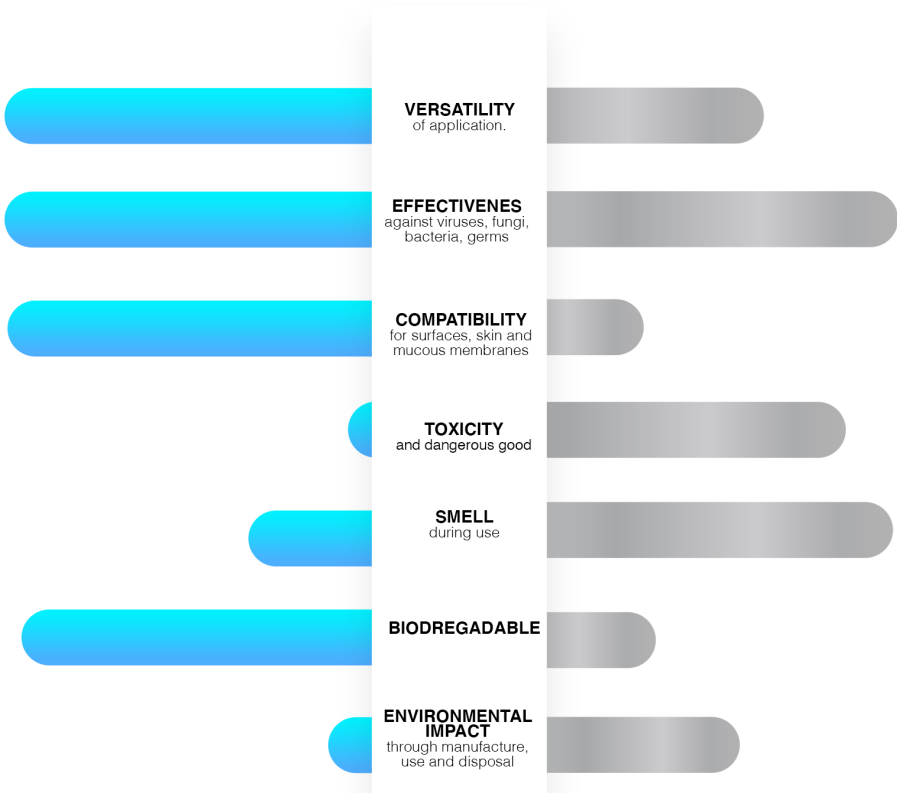 VERSATILITY
of application.
EFFECTIVENES
against viruses, fungi,
bacteria, germs
COMPATIBILITY
for surfaces, skin and
mucous membranes
TOXICITY
and dangerous good
SMELL
during use
BIODREGADABLE
ENVIRONMENTAL
IMPACT
through manufacture,
use and disposal